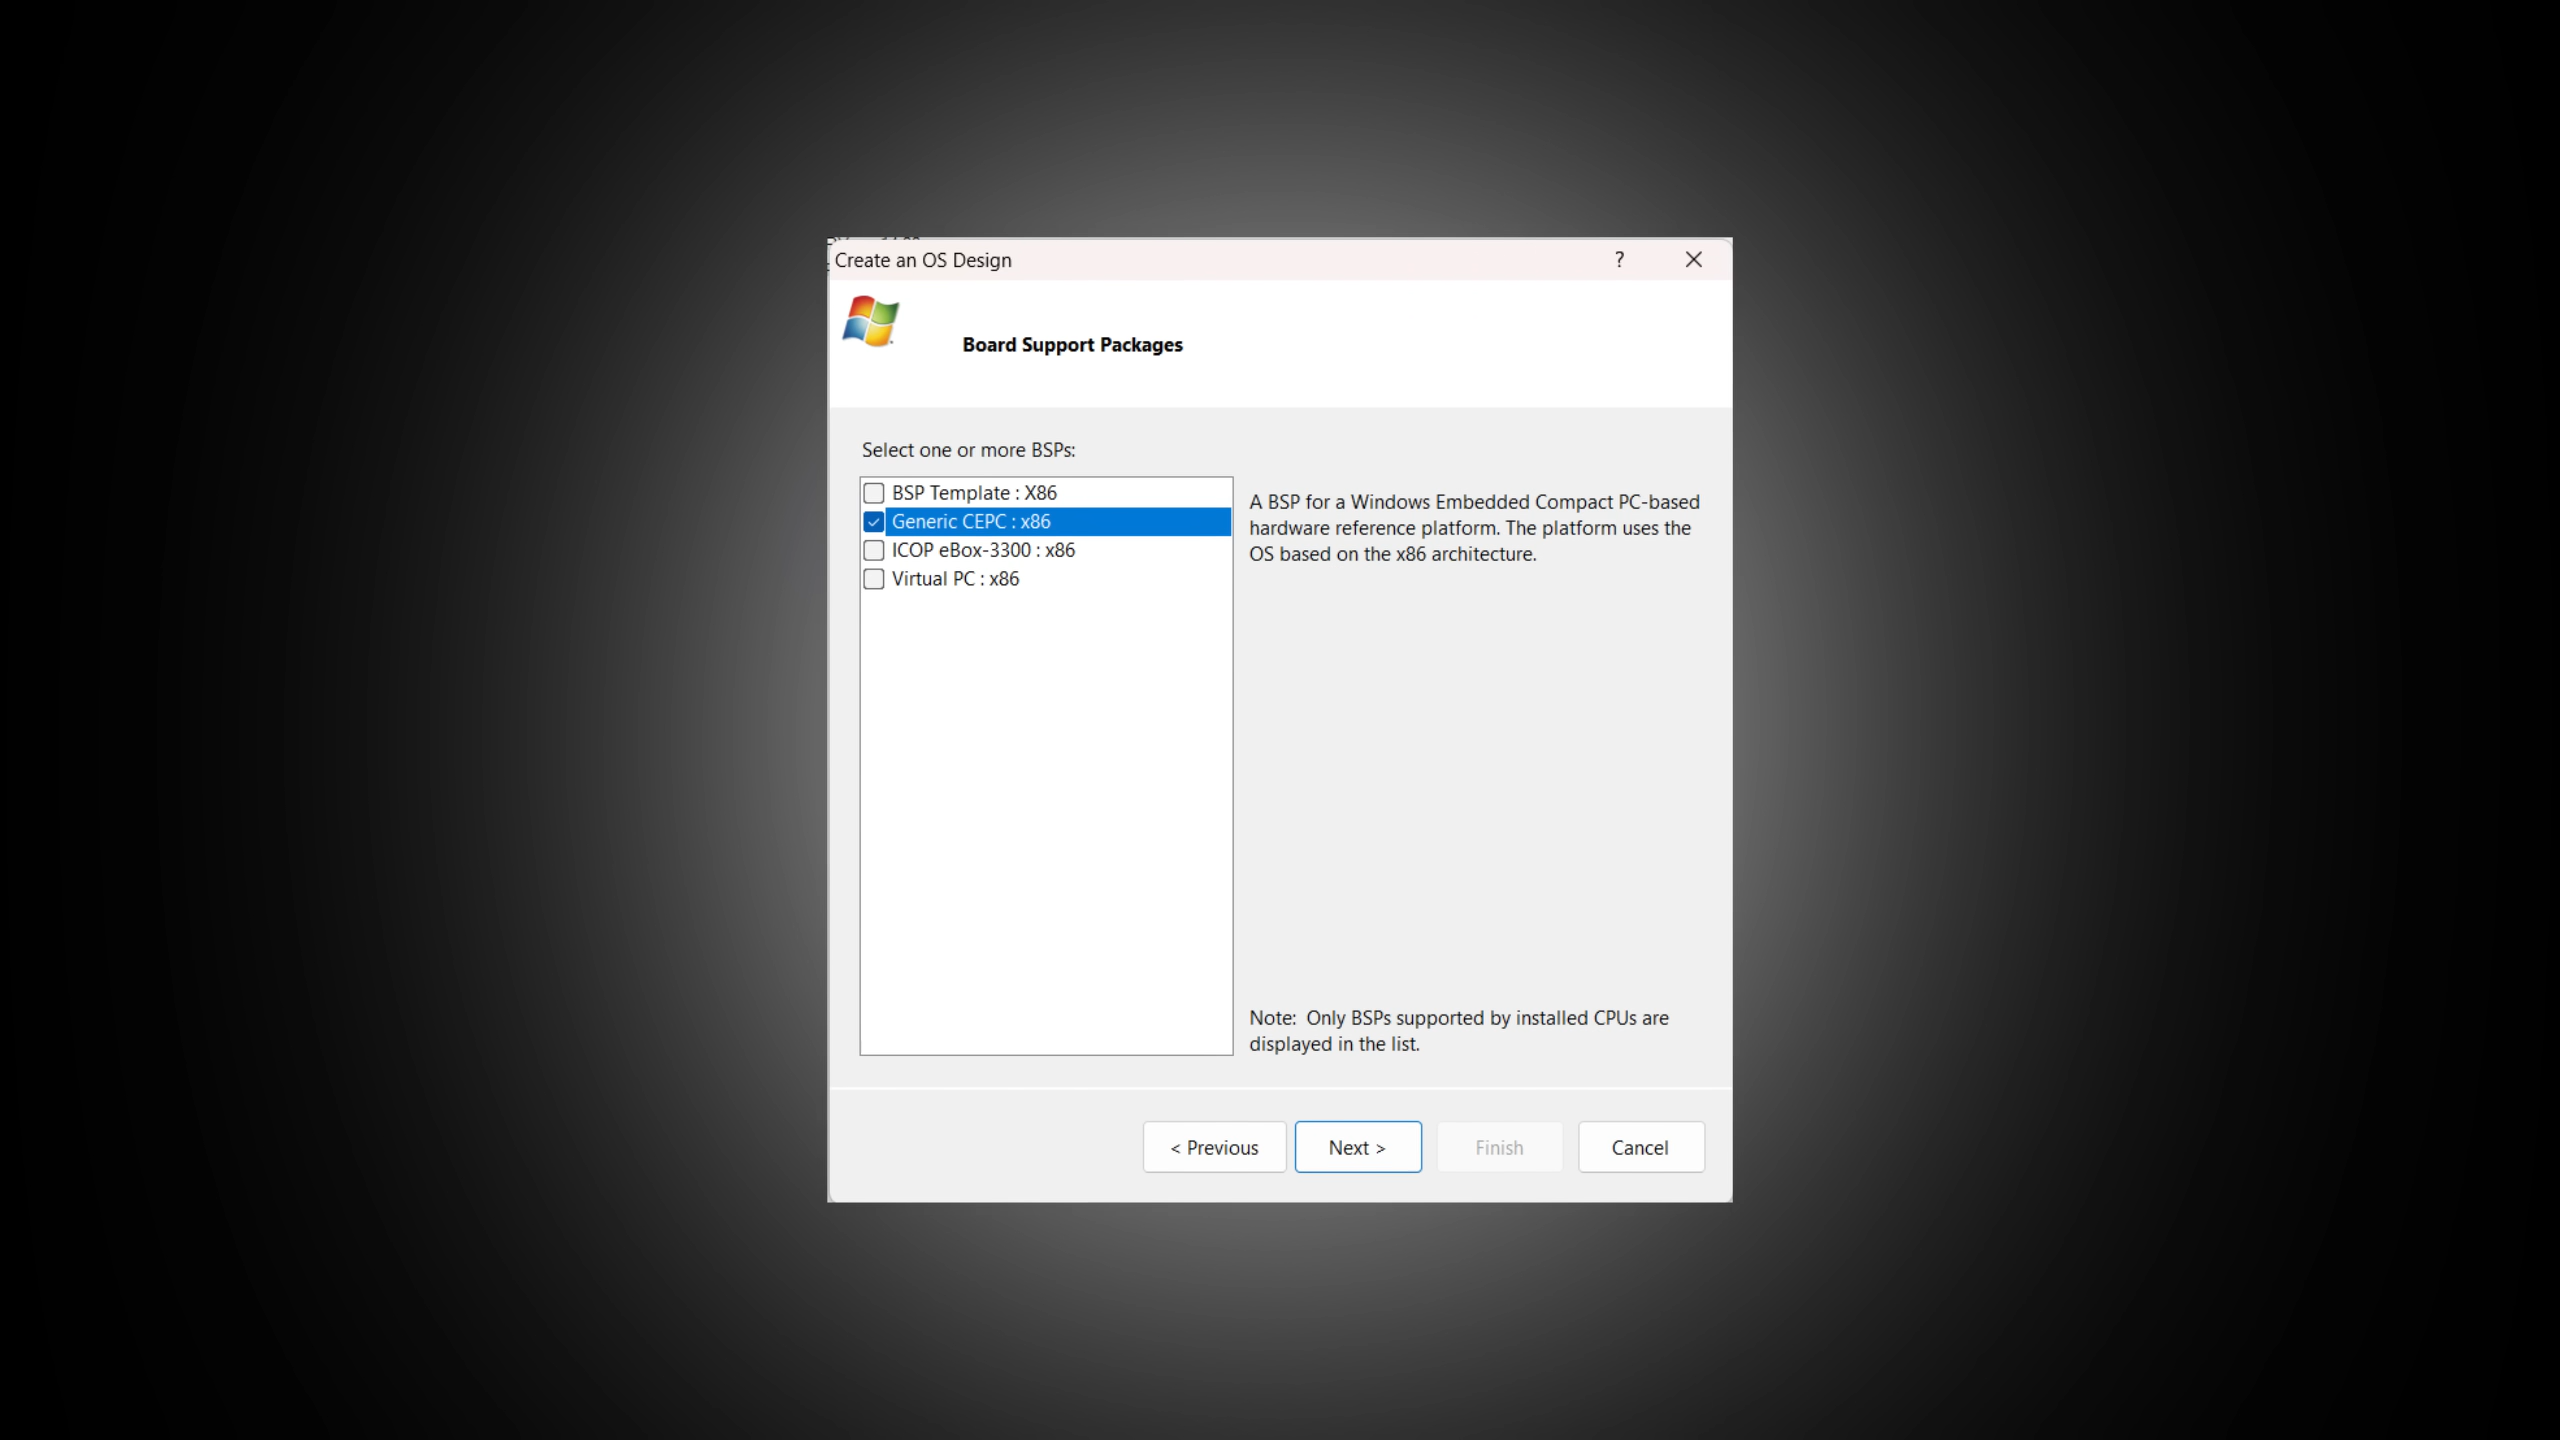 Create an OS Design
?
Board Support Packages
Select one or more BSPs:
BSP Template : X86
Generic CEPC : x86
ICOP eBox-3300 : x86
Virtual PC : x86
A BSP for a Windows Embedded Compact PC-based
hardware reference platform. The platform uses the
OS based on the x86 architecture.
Note:  Only BSPs supported by installed CPUs are
displayed in the list.
< Previous
Next >
Finish
Cancel